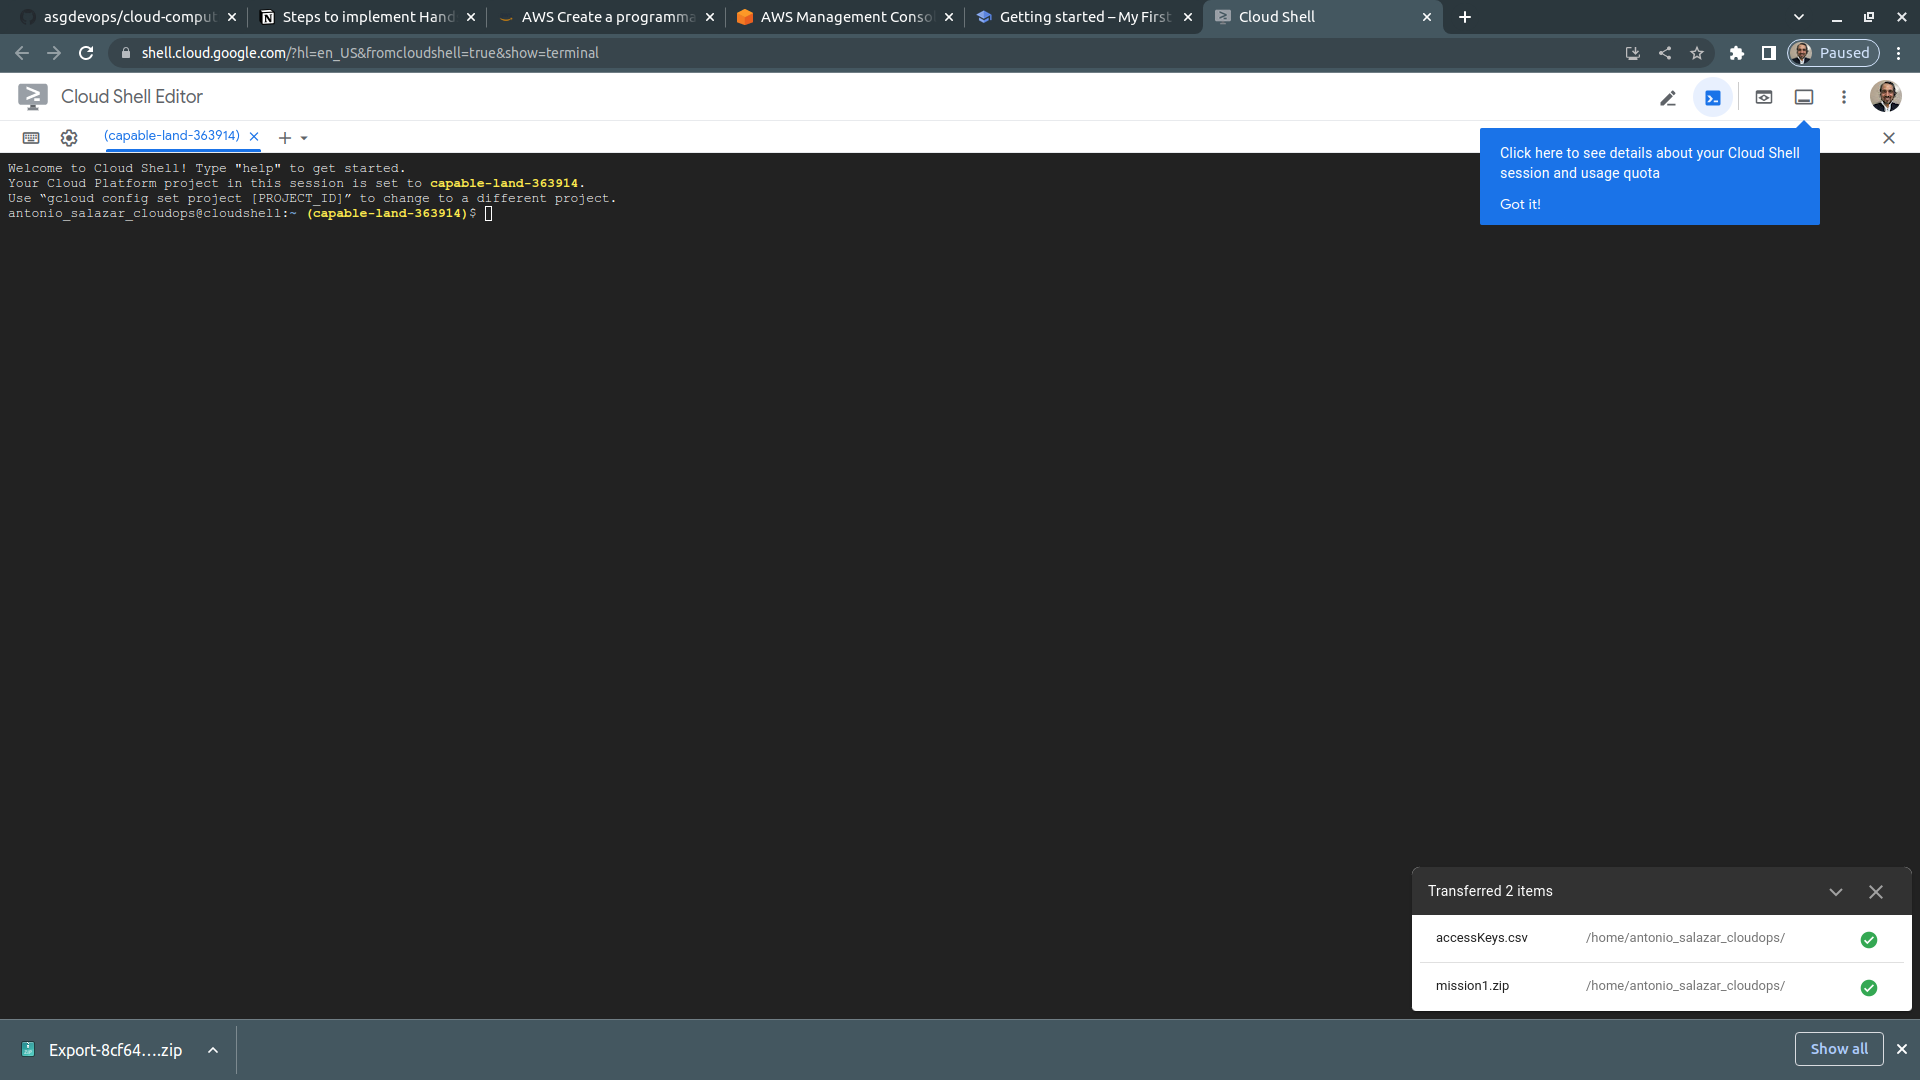 asgdevops/cloud-comput
Steps to implement Hand
AWS Create a programma
AWS Management Conso
Getting started – My First
Cloud Shell
shell.cloud.google.com/?hl=en_US&fromcloudshell=true&show=terminal
Paused
Cloud Shell Editor
(capable-land-363914)
Click here to see details about your Cloud Shell
session and usage quota
Got it!
Welcome to Cloud Shell! Type "help" to get started.
Your Cloud Platform project in this session is set to capable-land-363914.
Use “gcloud config set project [PROJECT_ID]” to change to a different project.
antonio_salazar_cloudops@cloudshell:~ (capable-land-363914)$
Transferred 2 items
accessKeys.csv /home/antonio_salazar_cloudops/
mission1.zip /home/antonio_salazar_cloudops/
Export-8cf64....zip
Show all